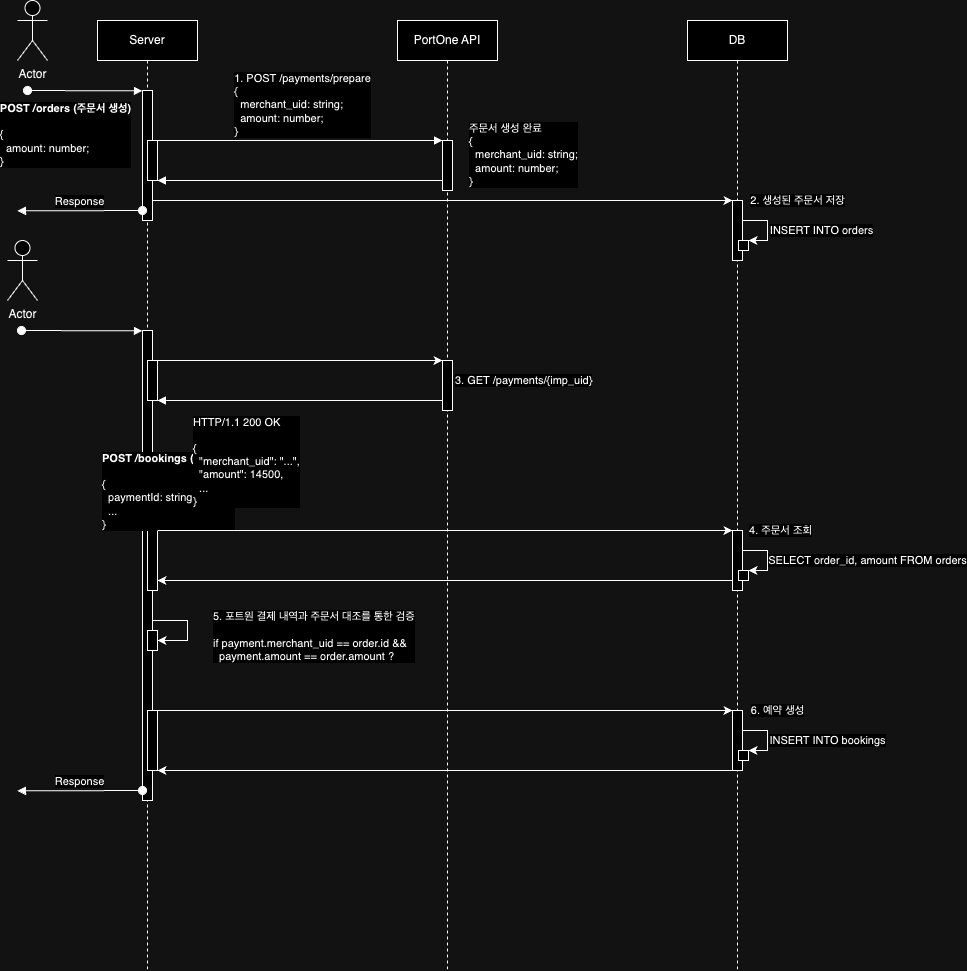 Server
PortOne API
DB
Actor
1. POST /payments/prepare
{
merchant_uid: string;
amount: number;
}
POST /orders (주문서 생성)
{
amount: number;
}
주문서 생성 완료
{
merchant_uid: string;
amount: number;
}
Response
2. 생성된 주문서 저장
INSERT INTO orders
Actor
3. GET /payments/{imp_uid}
HTTP/1.1 200 OK
{
"merchant_uid": "...",
"amount": 14500,
...
}
POST /bookings (
{
paymentId: string
...
}
4. 주문서 조회
SELECT order_id, amount FROM orders
5. 포트원 결제 내역과 주문서 대조를 통한 검증
if payment.merchant_uid == order.id &&
payment.amount == order.amount ?
6. 예약 생성
INSERT INTO bookings
Response